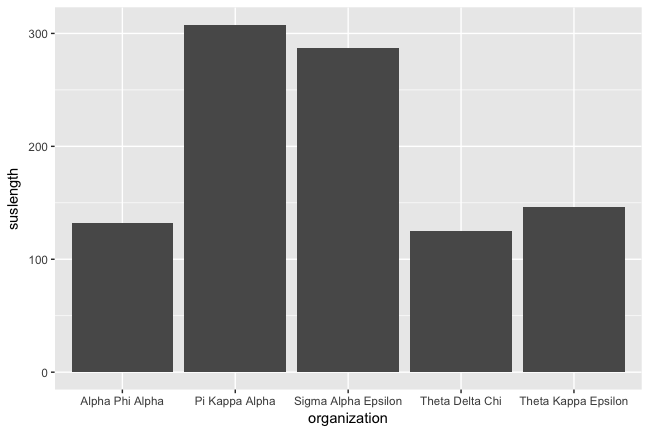 300
200
100
0
suslength
Alpha Phi Alpha
Pi Kappa Alpha
Sigma Alpha Epsilon
Theta Delta Chi
Theta Kappa Epsilon
organization